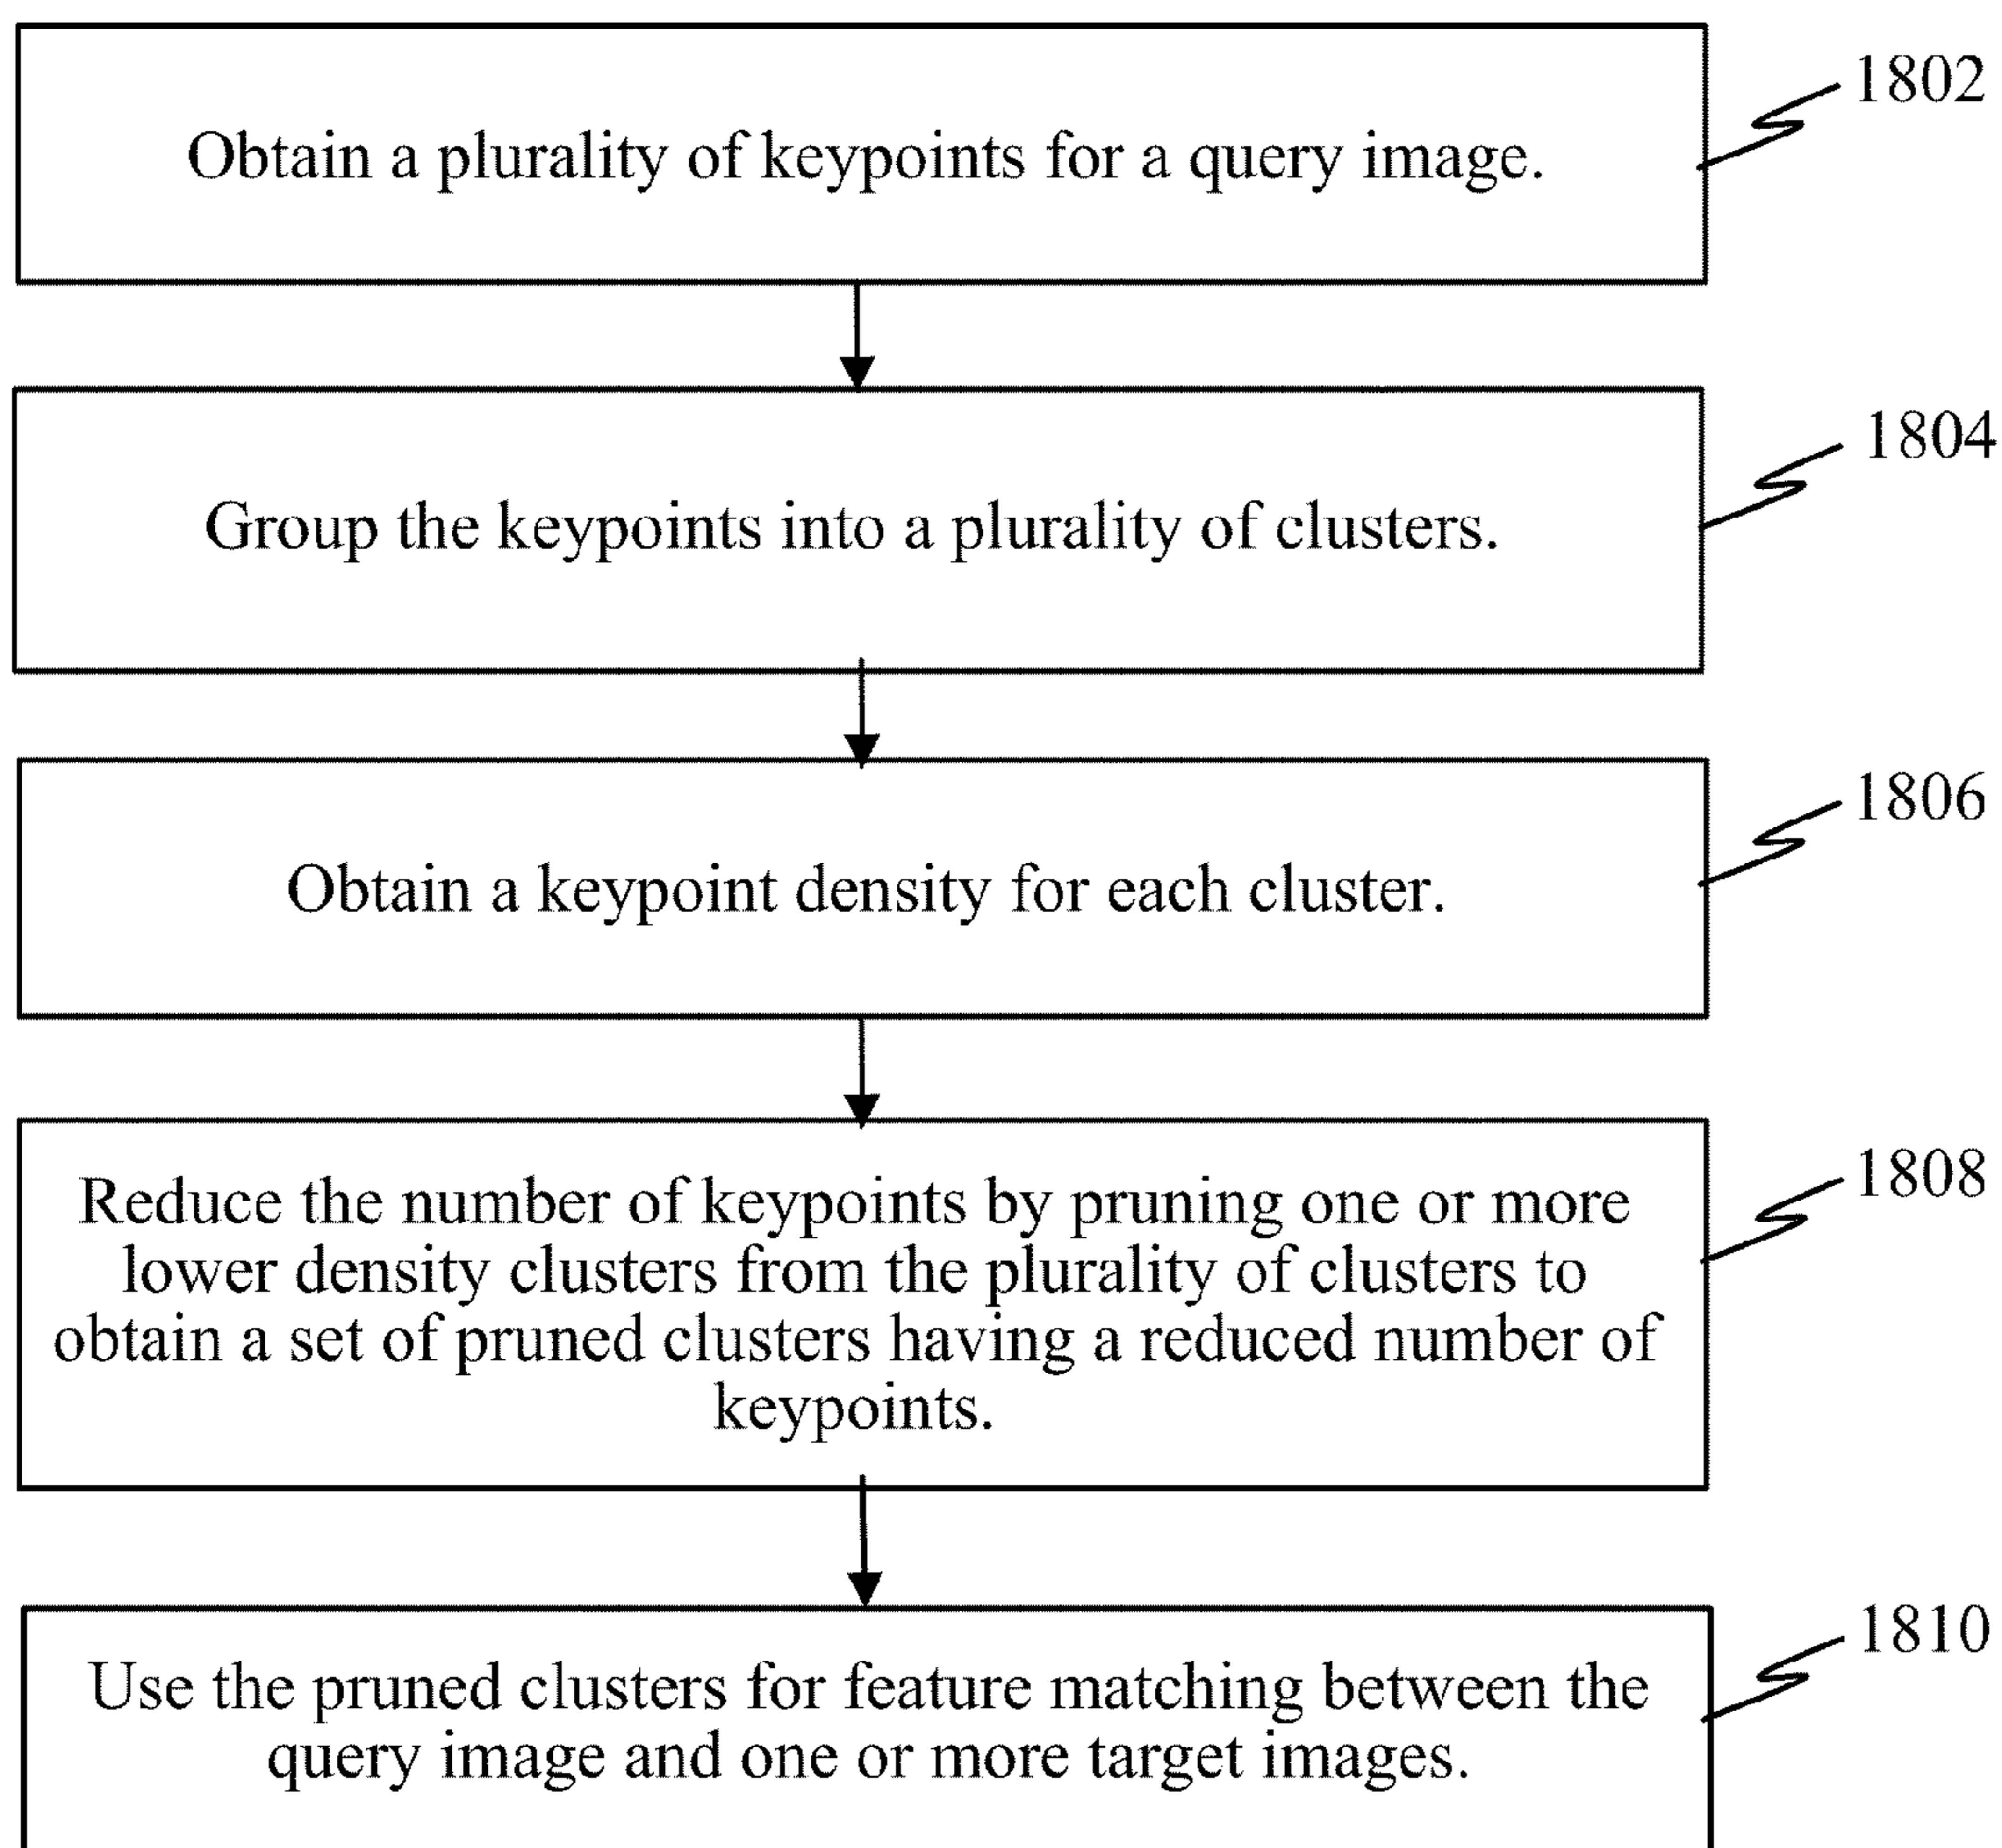 1802
Obtain a plurality of keypoints for a query image.
1804
Group the keypoints into a plurality of clusters.
1806
Obtain a keypoint density for each cluster.
1808
Reduce the number of keypoints by pruning one or more
lower density clusters from the plurality of clusters to
obtain a set of pruned clusters having a reduced number of
keypoints.
1810
Use the pruned clusters for feature matching between the
query image and one or more target images.